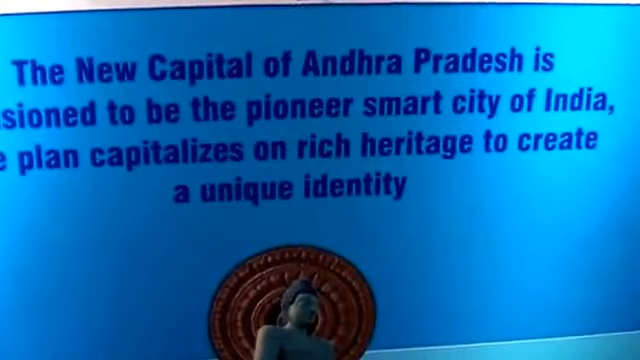 The New Capital of Andhra Pradesh is
sioned to be the pioneer smart city of India,
e plan capitalizes on rich heritage to create
a unique identity